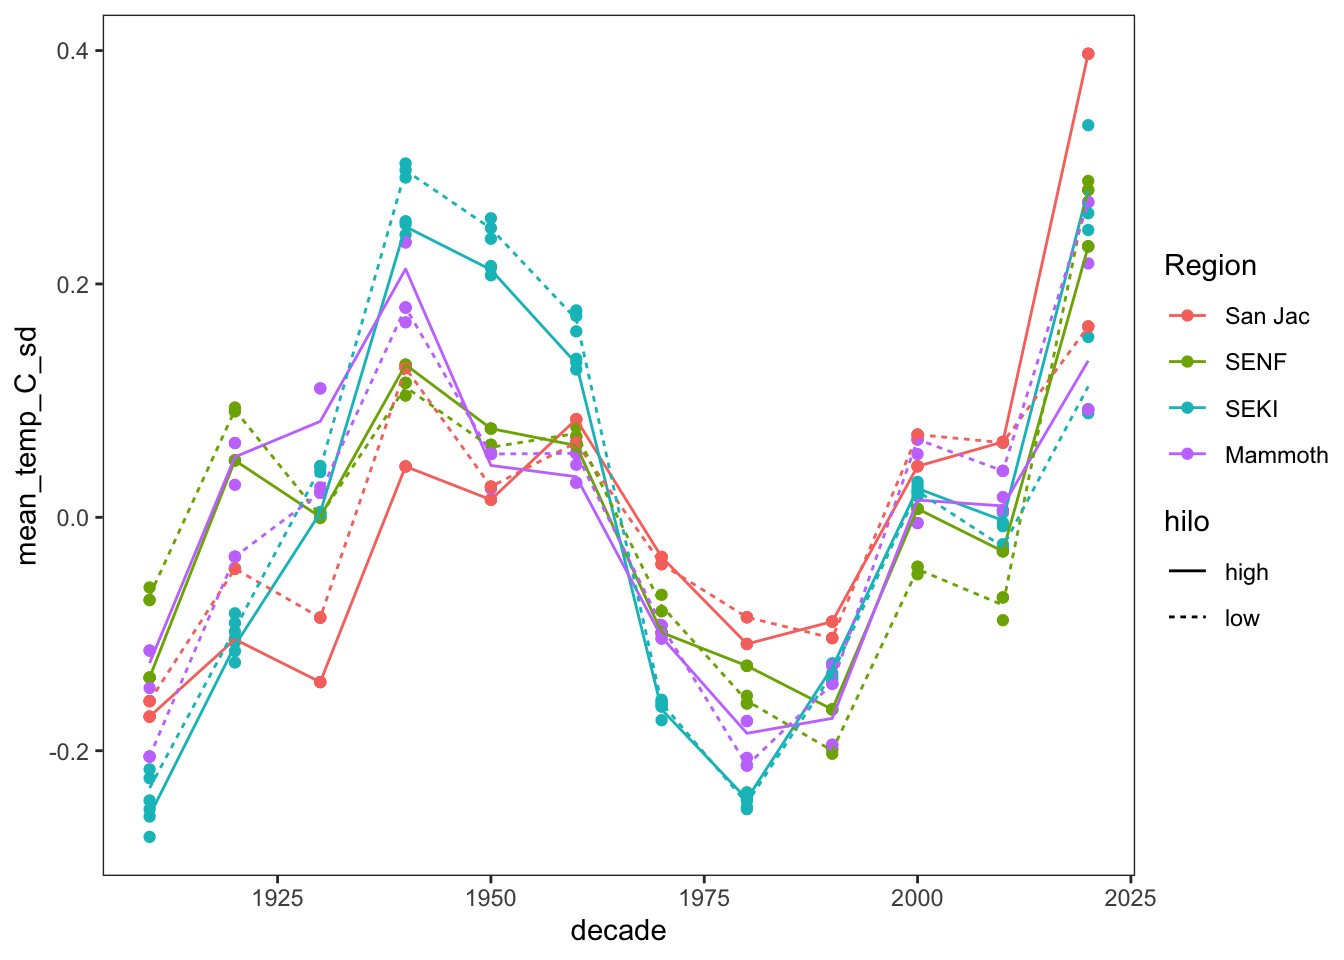 0.4
0.2
0.0
-0.2
mean_temp_C_sd
1925
1950
1975
2000
2025
decade
Region
San Jac
SENF
SEKI
Mammoth
hilo
high
low